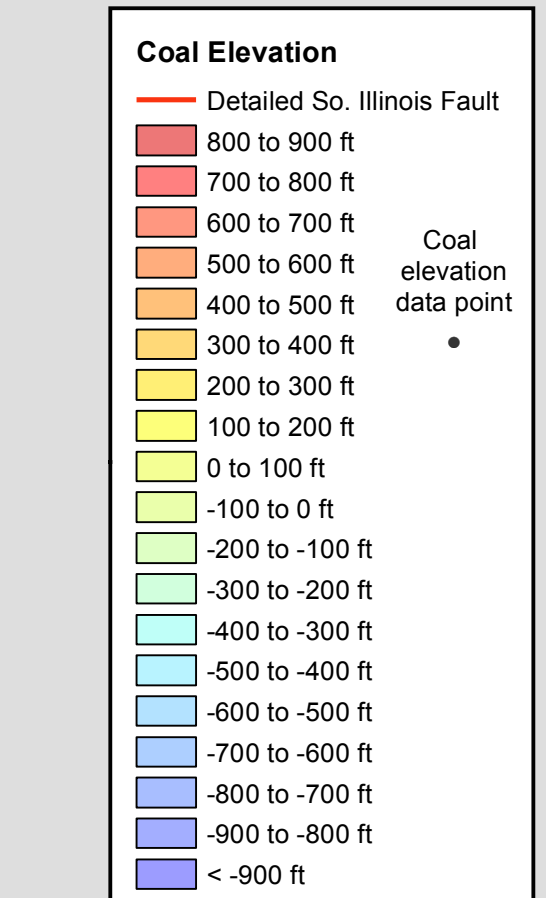 Coal Elevation
Detailed So. Illinois Fault
800 to 900 ft
700 to 800 ft
600 to 700 ft
500 to 600 ft
400 to 500 ft
300 to 400 ft
200 to 300 ft
100 to 200 ft
0 to 100 ft
-100 to 0 ft
-200 to -100 ft
-300 to -200 ft
-400 to -300 ft
-500 to -400 ft
-600 to -500 ft
-700 to -600 ft
-800 to -700 ft
-900 to -800 ft
< -900 ft
Coal
elevation
data point